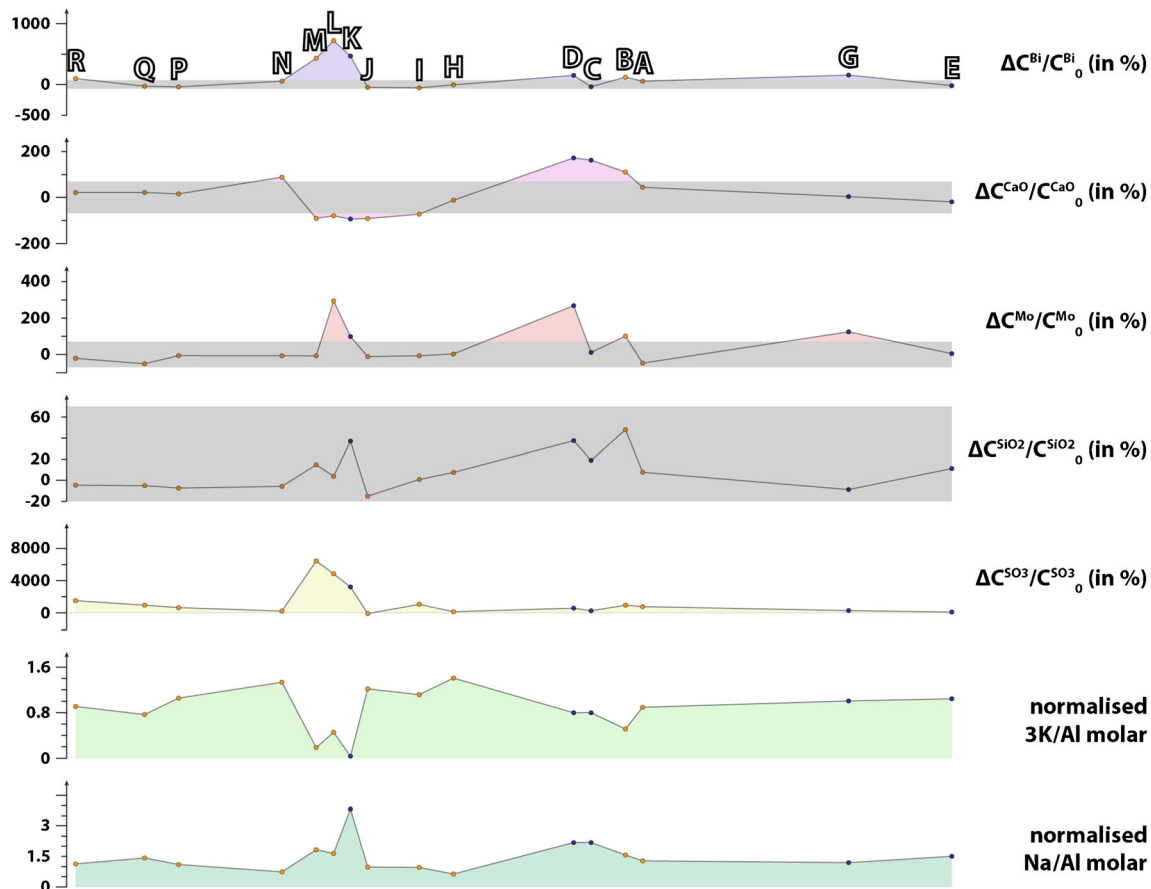 1000
0
-500
R Q P N M L K J I H D C B A G E
ΔC^Bi/C^Bi_0 (in %)
200
0
-200
ΔC^CaO/C^CaO_0 (in %)
400
200
0
ΔC^Mo/C^Mo_0 (in %)
60
20
0
-20
ΔC^SiO2/C^SiO2_0 (in %)
8000
4000
0
ΔC^SO3/C^SO3_0 (in %)
1.6
0.8
0
normalised
3K/Al molar
3
1.5
0
normalised
Na/Al molar